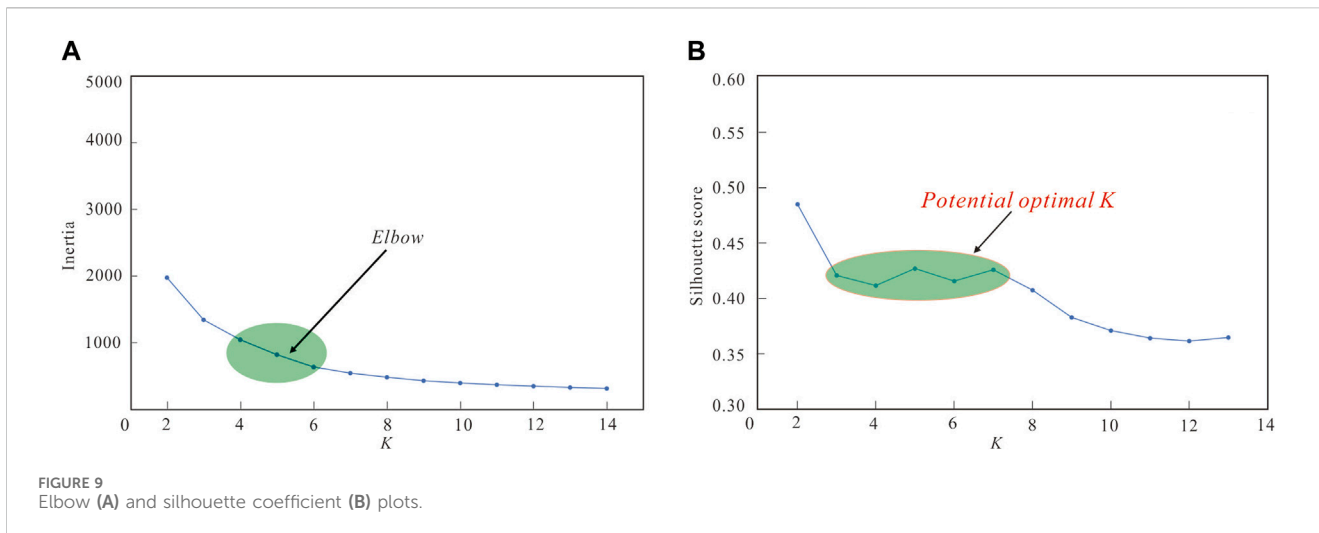 A
5000
4000
3000
2000
1000
Inertia
Elbow
0 2 4 6 8 10 12 14
K
B
0.60
0.55
0.50
0.45
0.40
0.35
0.30
Silhouette score
Potential optimal K
0 2 4 6 8 10 12 14
K
FIGURE 9
Elbow (A) and silhouette coefficient (B) plots.